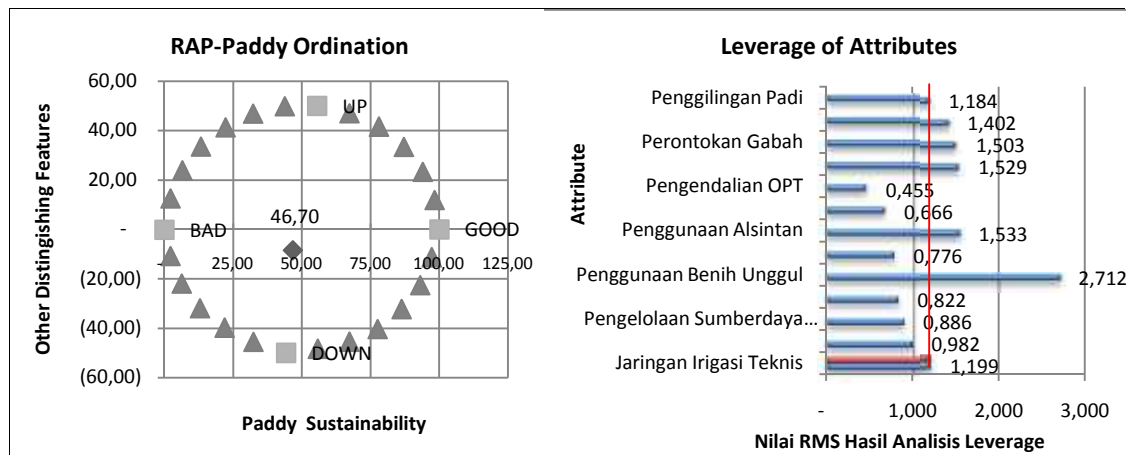 RAP-Paddy Ordination
Other Distingishing Features
60,00
40,00
20,00
-
(20,00)
(40,00)
(60,00)
UP
46,70
BAD
GOOD
DOWN
- 25,00 50,00 75,00 100,00 125,00
Paddy Sustainability
Leverage of Attributes
Attribute
Penggilingan Padi
1,184
1,402
Perontokan Gabah
1,503
1,529
Pengendalian OPT
0,455
0,666
Penggunaan Alsintan
1,533
0,776
Penggunaan Benih Unggul
2,712
0,822
Pengelolaan Sumberdaya...
0,886
0,982
Jaringan Irigasi Teknis
1,199
- 1,000 2,000 3,000
Nilai RMS Hasil Analisis Leverage